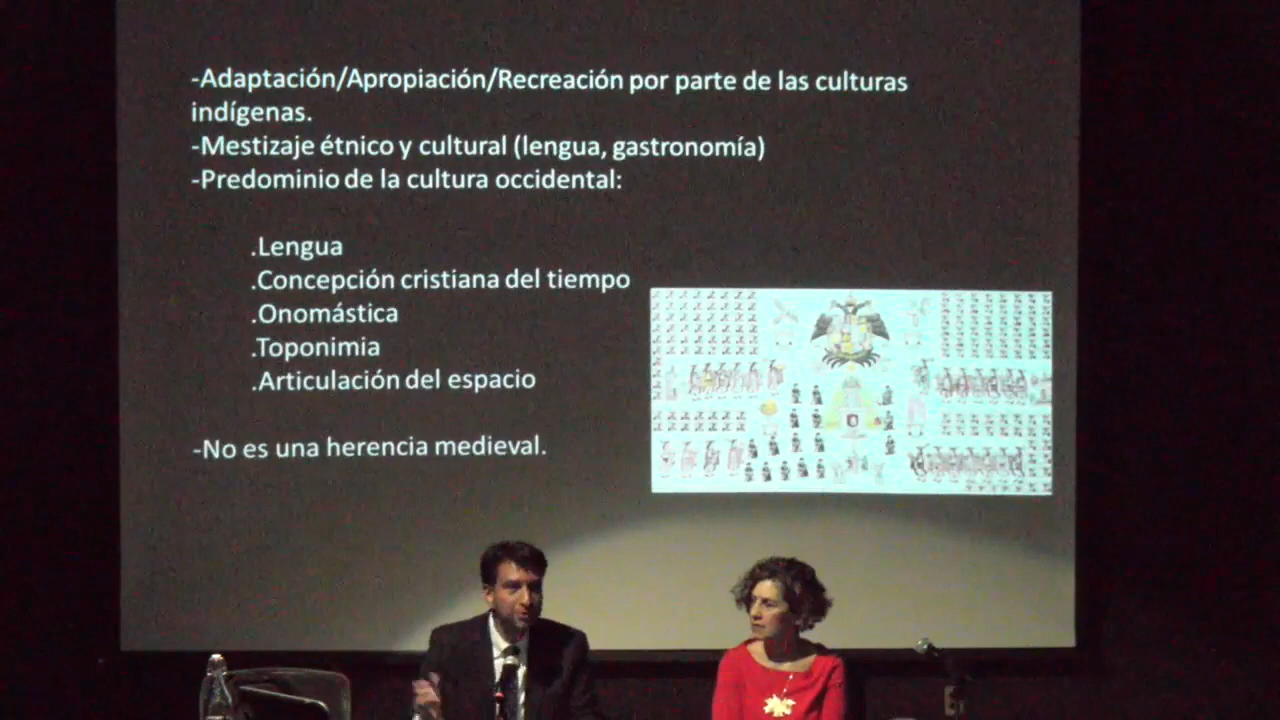 -Adaptación/Apropiación/Recreación por parte de las culturas
indígenas.
-Mestizaje étnico y cultural (lengua, gastronomía)
-Predominio de la cultura occidental:
.Lengua
.Concepción cristiana del tiempo
.Onomástica
.Toponimia
.Articulación del espacio
-No es una herencia medieval.